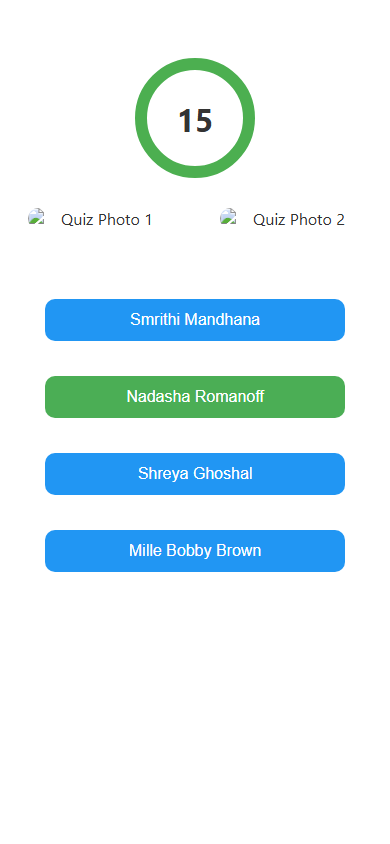 15
Quiz Photo 1 Quiz Photo 2
Smrithi Mandhana
Nadasha Romanoff
Shreya Ghoshal
Mille Bobby Brown